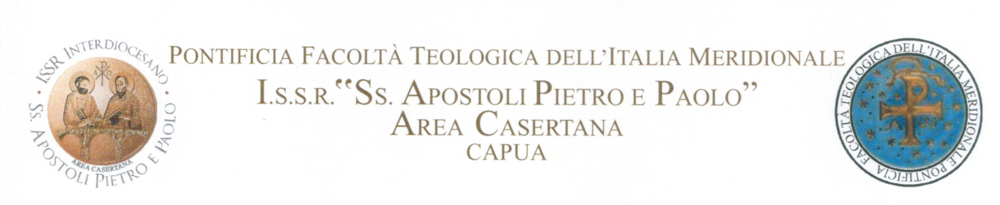 ISSR INTERDIOCESANO
SS. APOSTOLI PIETRO E PAOLO
AREA CASERTANA
PONTIFICIA FACOLTÀ TEOLOGICA DELL'ITALIA MERIDIONALE
I.S.S.R. "SS. APOSTOLI PIETRO E PAOLO"
AREA CASERTANA
CAPUA
FACOLTÀ TEOLOGICA DELL'ITALIA MERIDIONALE PONTIFICIA